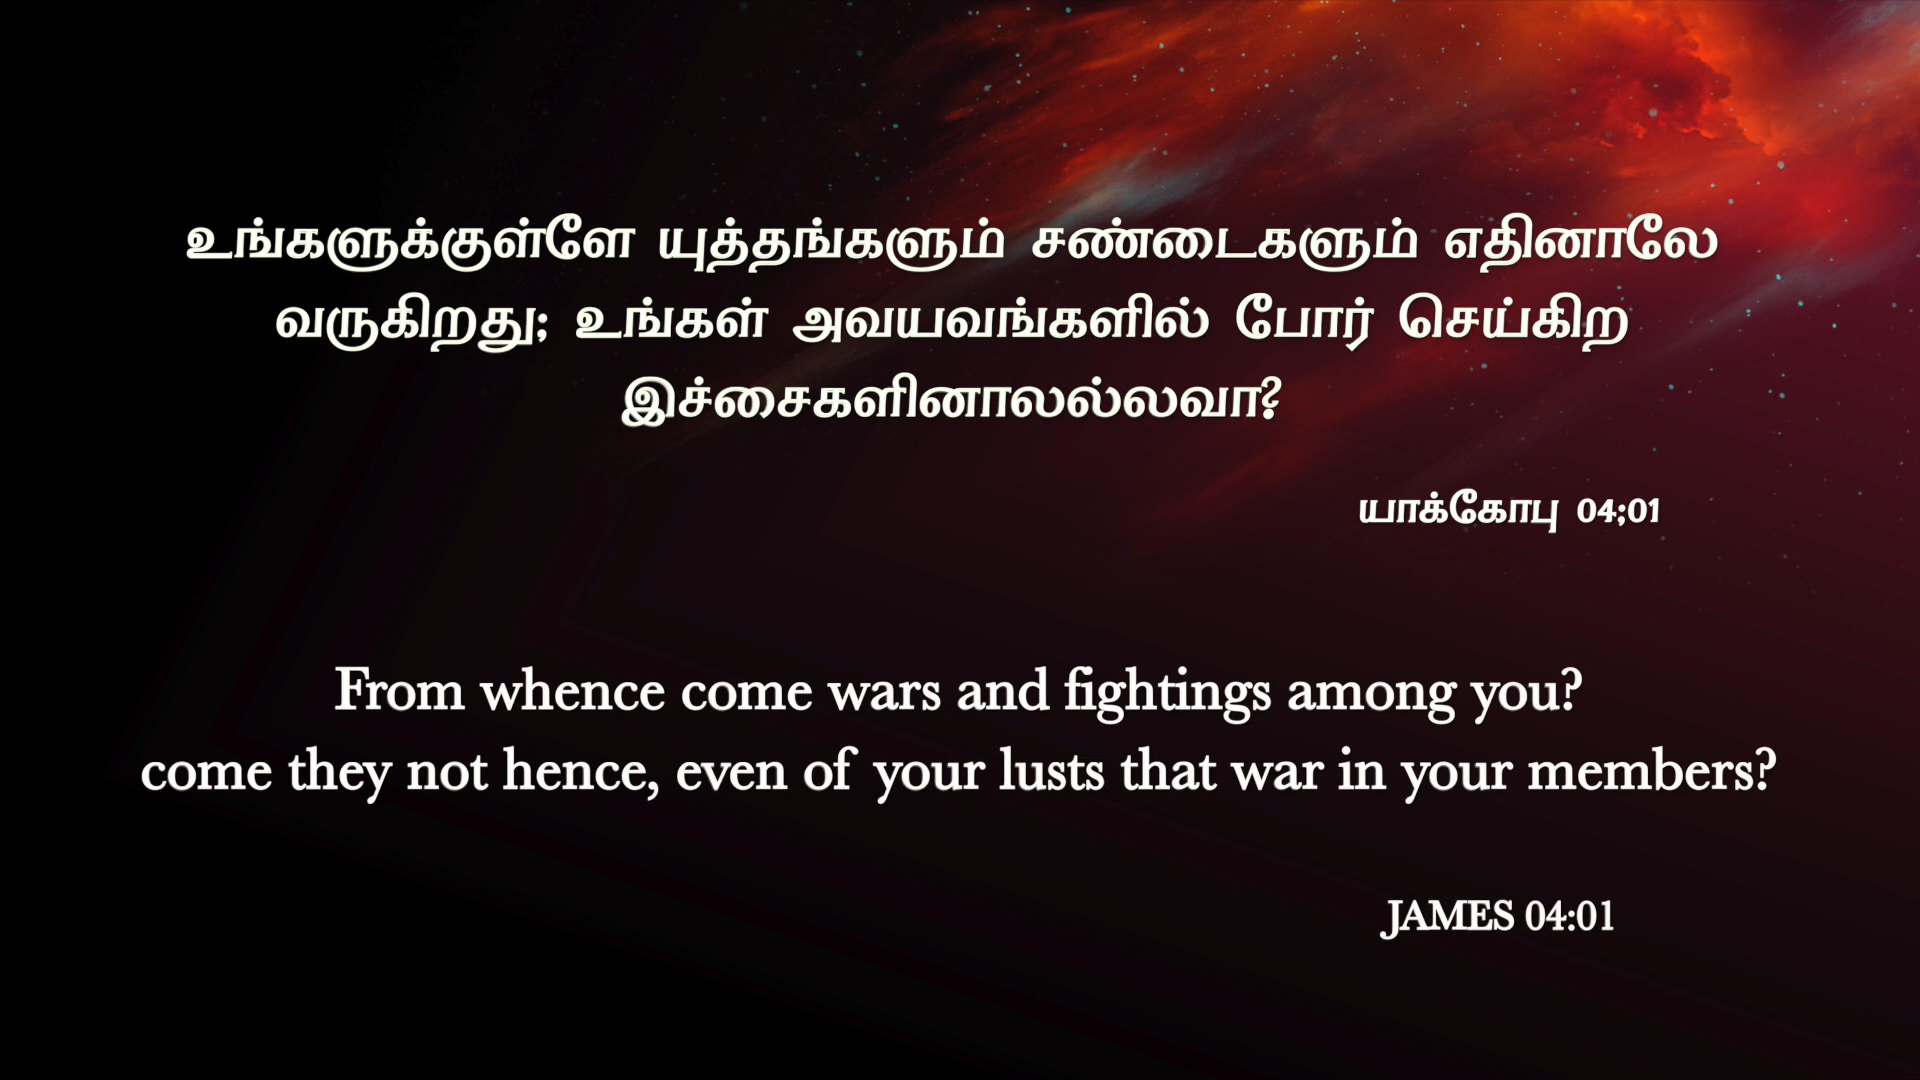 உங்களுக்குள்ளே யுத்தங்களும் சண்டைகளும் எதினாலே
வருகிறது; உங்கள் அவயவங்களில் போர் செய்கிற
இச்சைகளினாலல்லவா?
யாக்கோபு 04;01
From whence come wars and fightings among you?
come they not hence, even of your lusts that war in your members?
JAMES 04:01